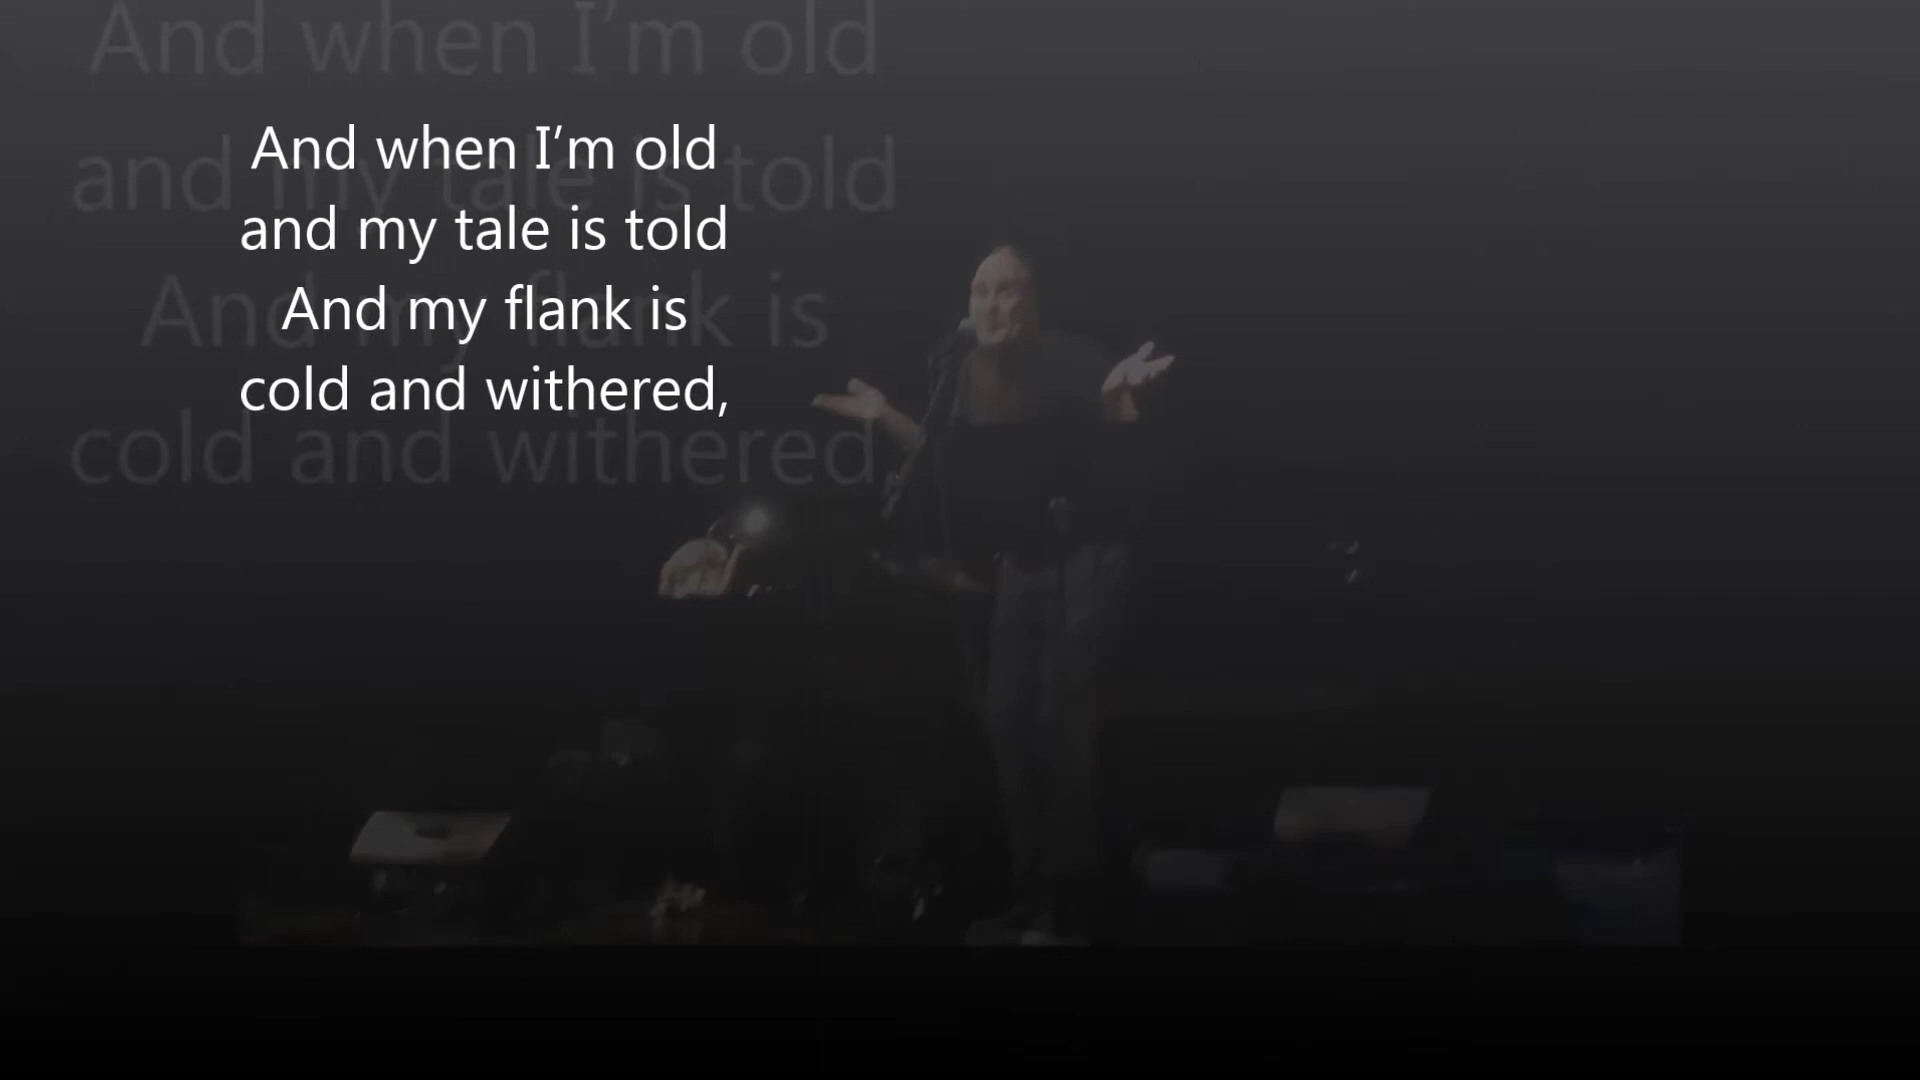 And when I’m old
and my tale is told
And my flank is
cold and withered,
And when I’m old
and my tale is told
And my flank is
cold and withered,